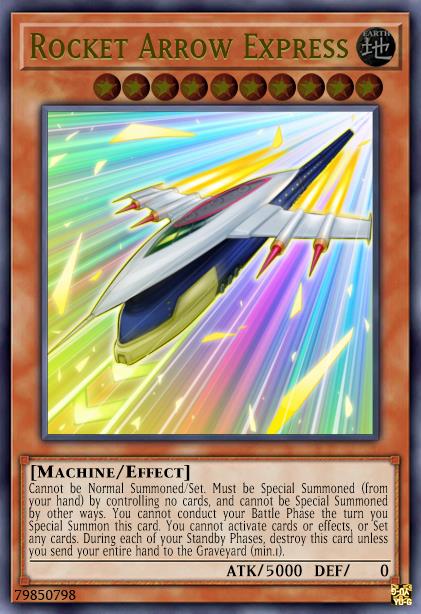 Rocket Arrow Express
EARTH
地
[Machine/Effect]
Cannot be Normal Summoned/Set. Must be Special Summoned (from
your hand) by controlling no cards, and cannot be Special Summoned
by other ways. You cannot conduct your Battle Phase the turn you
Special Summon this card. You cannot activate cards or effects, or Set
any cards. During each of your Standby Phases, destroy this card unless
you send your entire hand to the Graveyard (min.1).
ATK/5000 DEF/ 0
79850798